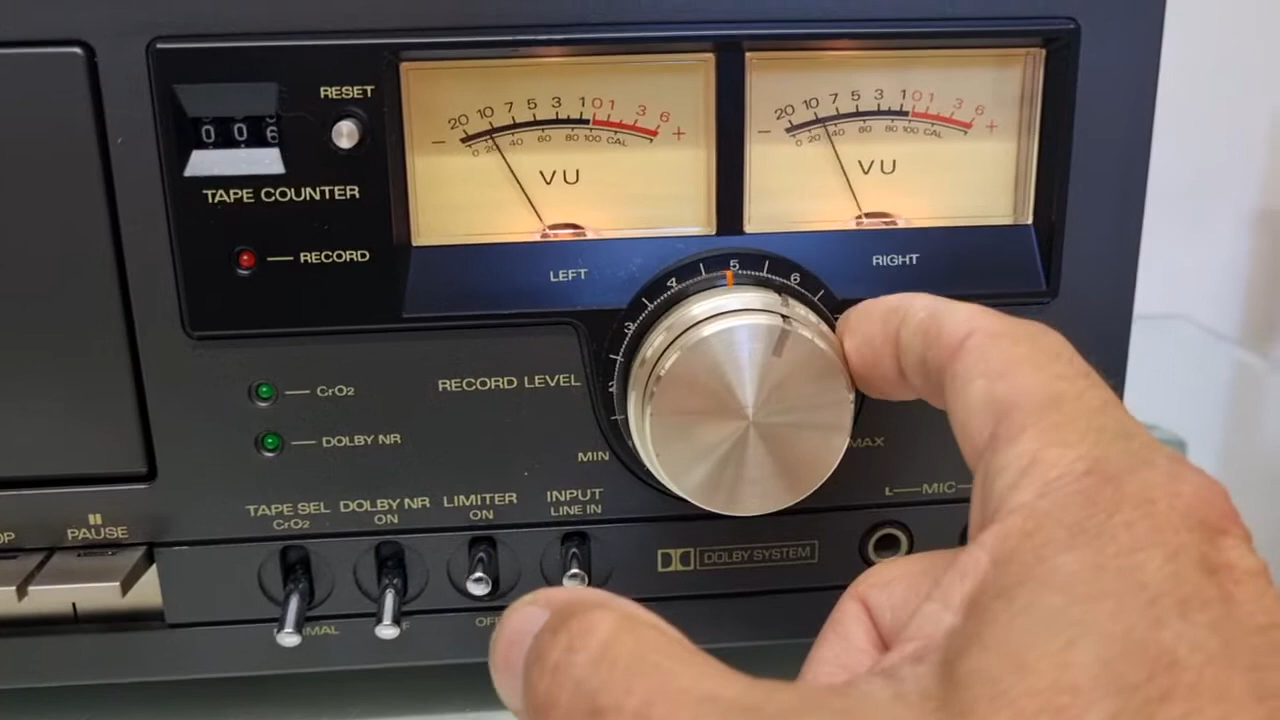 RESET
0 0 6
TAPE COUNTER
RECORD
- 20 10 7 5 3 1 0 1 3 6 +
0 20 40 60 80 100 CAL
VU
LEFT
- 20 10 7 5 3 1 0 1 3 6 +
0 20 40 60 80 100 CAL
VU
RIGHT
3 4 5 6
CrO2
DOLBY NR
RECORD LEVEL
MIN
MAX
L MIC
PAUSE
TAPE SEL
CrO2
DOLBY NR
ON
LIMITER
ON
INPUT
LINE IN
DOLBY SYSTEM